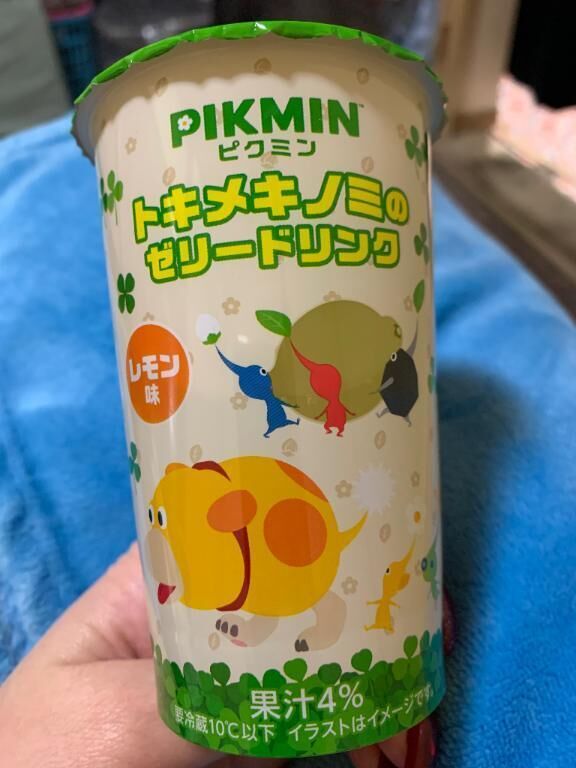 PIKMIN™
ピクミン
トキメキノミの
ゼリードリンク
レモン
味
果汁4%
要冷蔵10℃以下 イラストはイメージです。